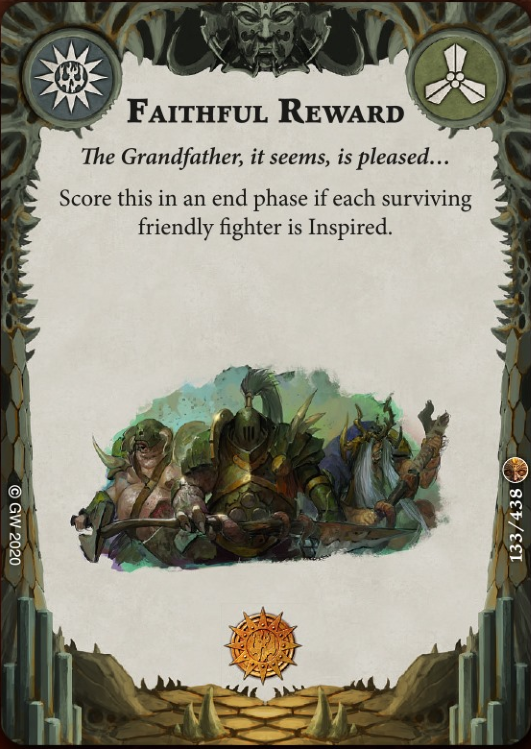 Faithful Reward
The Grandfather, it seems, is pleased…
Score this in an end phase if each surviving
friendly fighter is Inspired.
© GW 2020
133/438